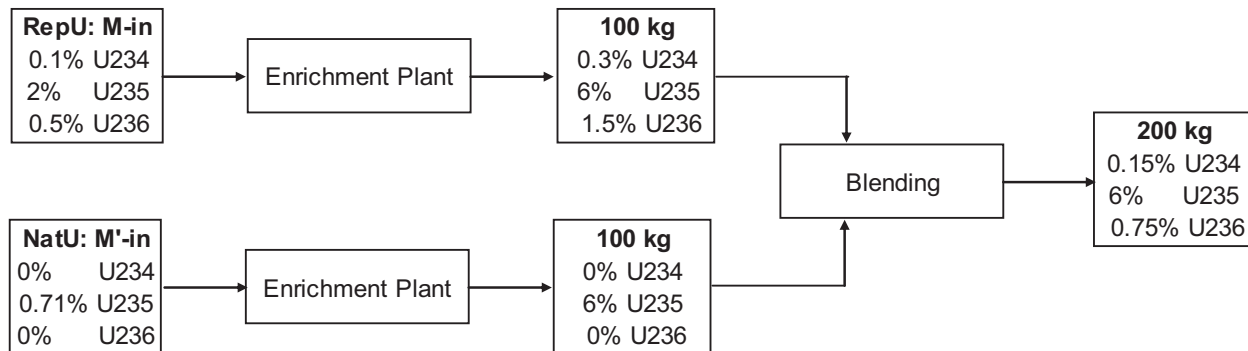 RepU: M-in
0.1% U234
2% U235
0.5% U236
Enrichment Plant
100 kg
0.3% U234
6% U235
1.5% U236
NatU: M'-in
0% U234
0.71% U235
0% U236
Enrichment Plant
100 kg
0% U234
6% U235
0% U236
Blending
200 kg
0.15% U234
6% U235
0.75% U236